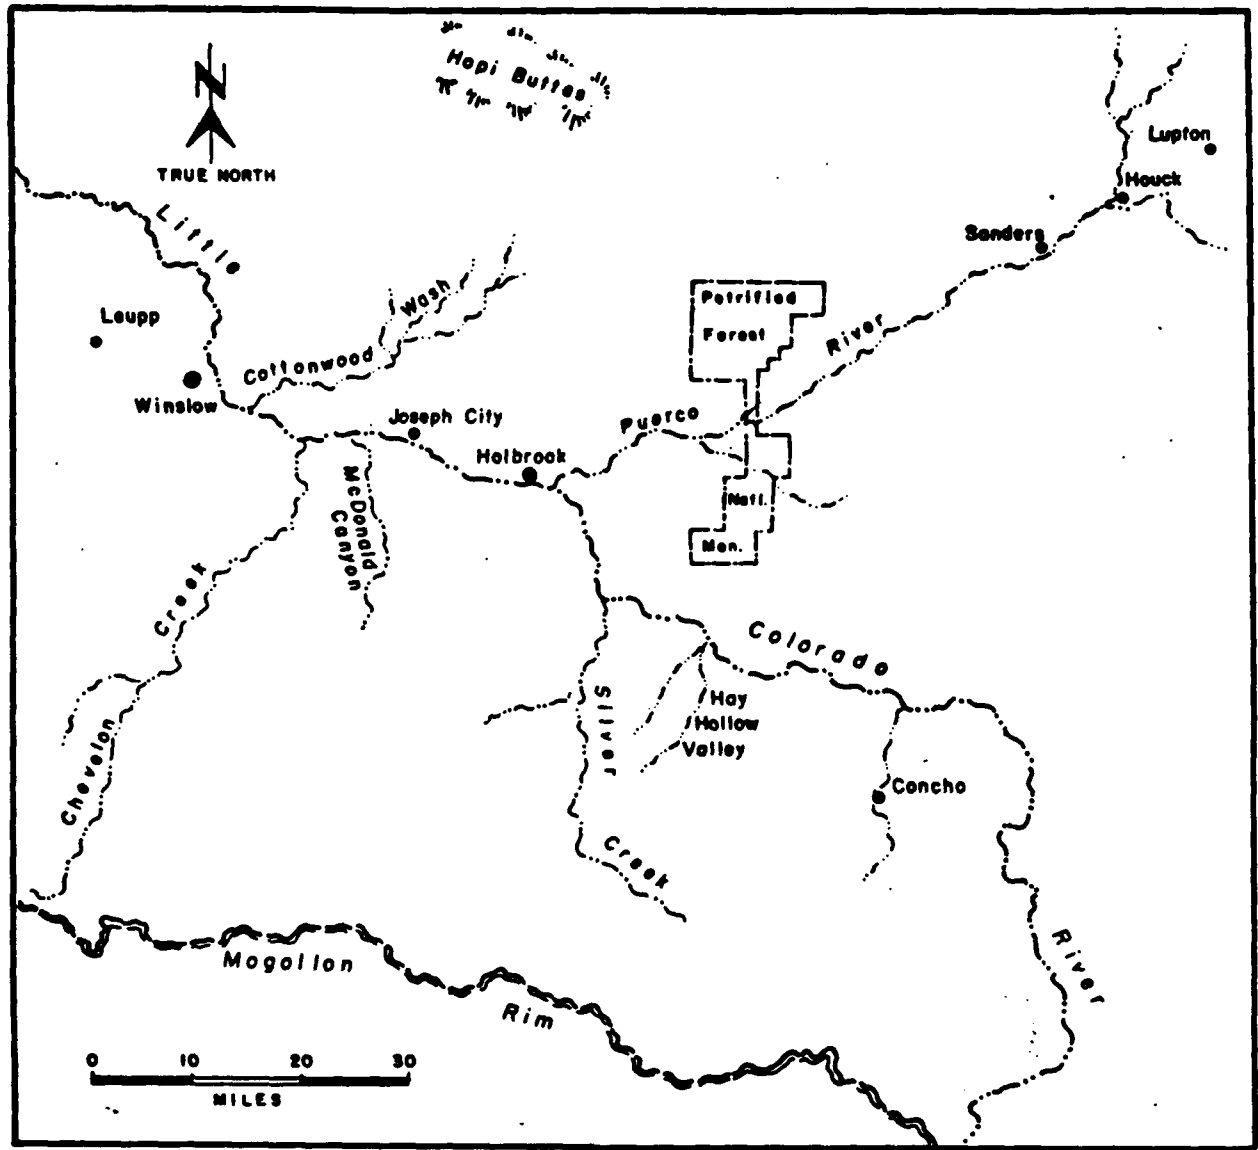 Hopi Buttes
N
TRUE NORTH
Lupton
Houck
Little
Sanders
Leupp
Wash
Petrified
Forest
River
Cottonwood
Winslow
Joseph City
Puerco
Holbrook
McDonald
Canyon
Natl.
Mon.
Creek
Colorado
Silver
Hay
Hollow
Valley
Chevelon
Concho
Creek
Mogollon
Rim
River
0 10 20 30
MILES